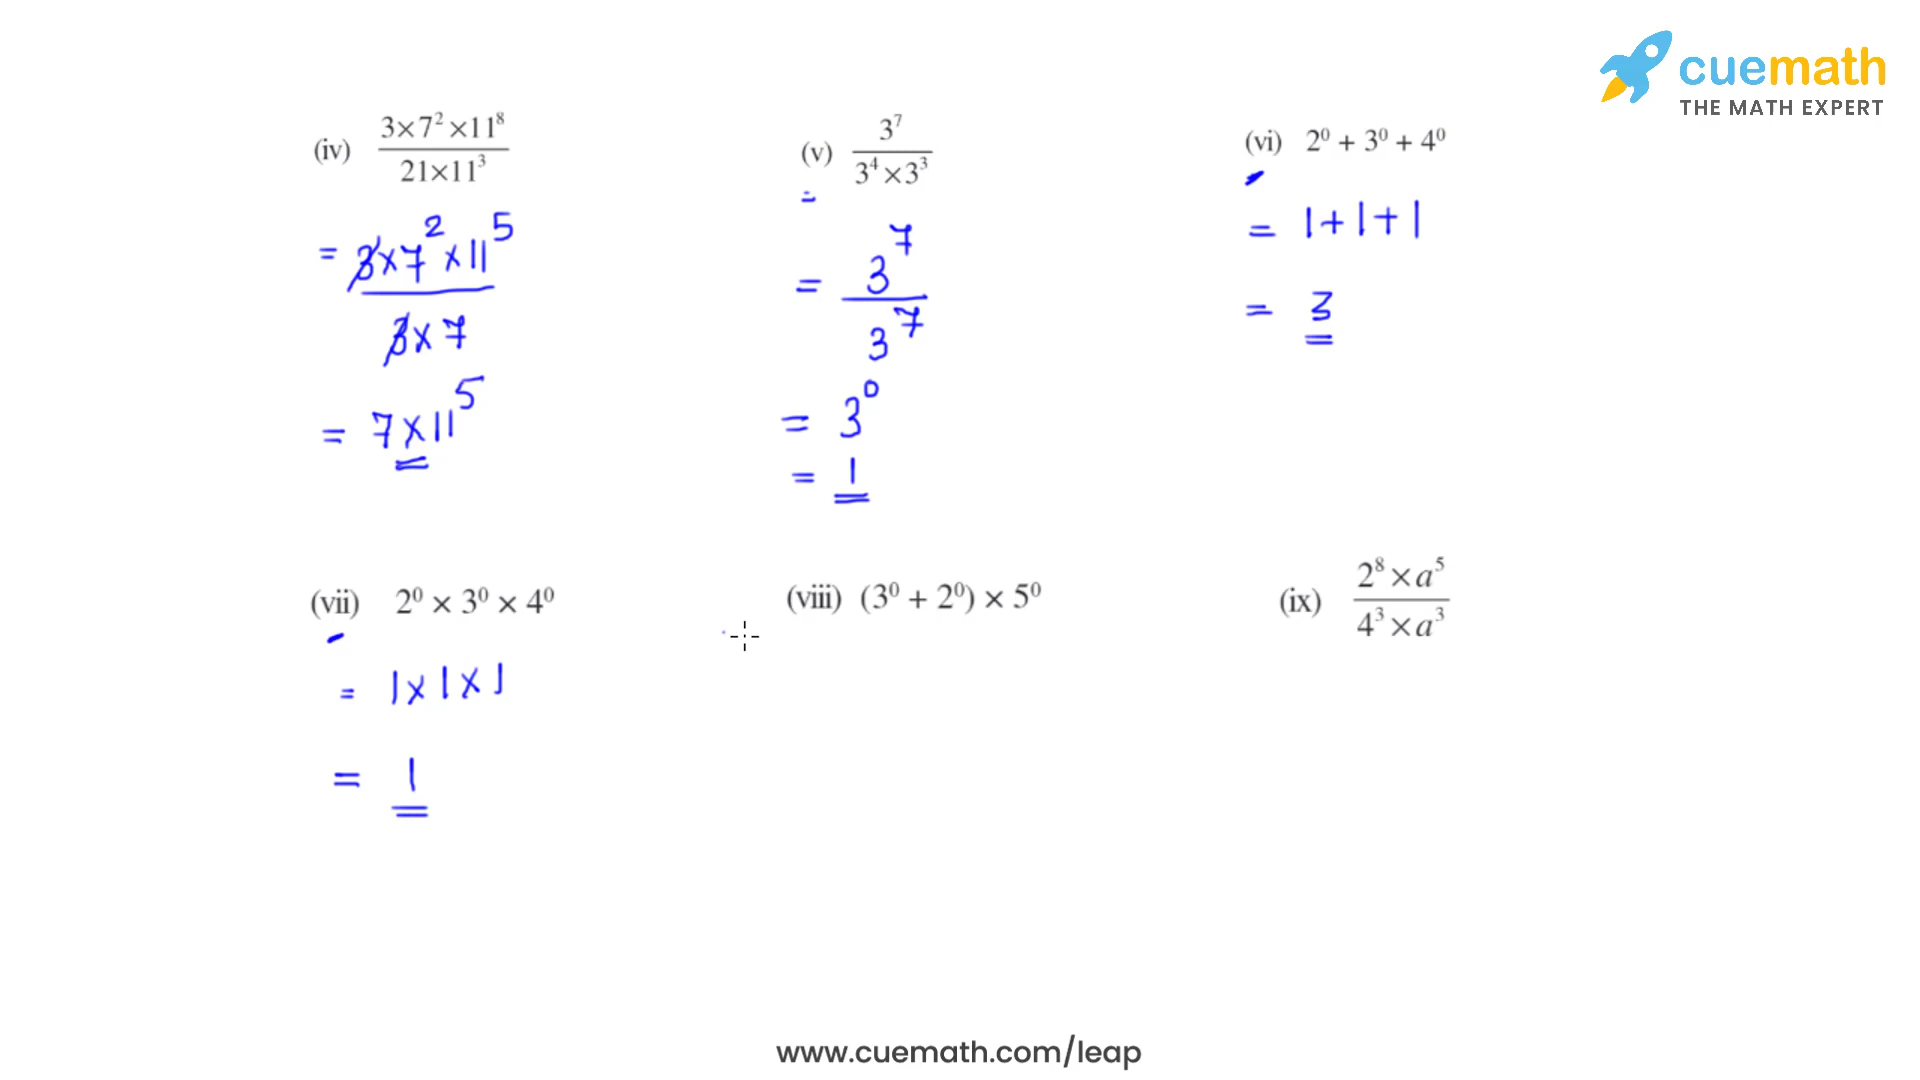 cuemath
THE MATH EXPERT
(iv) 3×7²×11⁸ / 21×11³
= 3×7²×11⁵ / 3×7
= 7×11⁵
(v) 3⁷ / 3⁴×3³
=
= 3⁷ / 3⁷
= 3⁰
= 1
(vi) 2⁰ + 3⁰ + 4⁰
= 1+1+1
= 3
(vii) 2⁰ × 3⁰ × 4⁰
= 1×1×1
= 1
(viii) (3⁰ + 2⁰) × 5⁰
(ix) 2⁸×a⁵ / 4³×a³
www.cuemath.com/leap